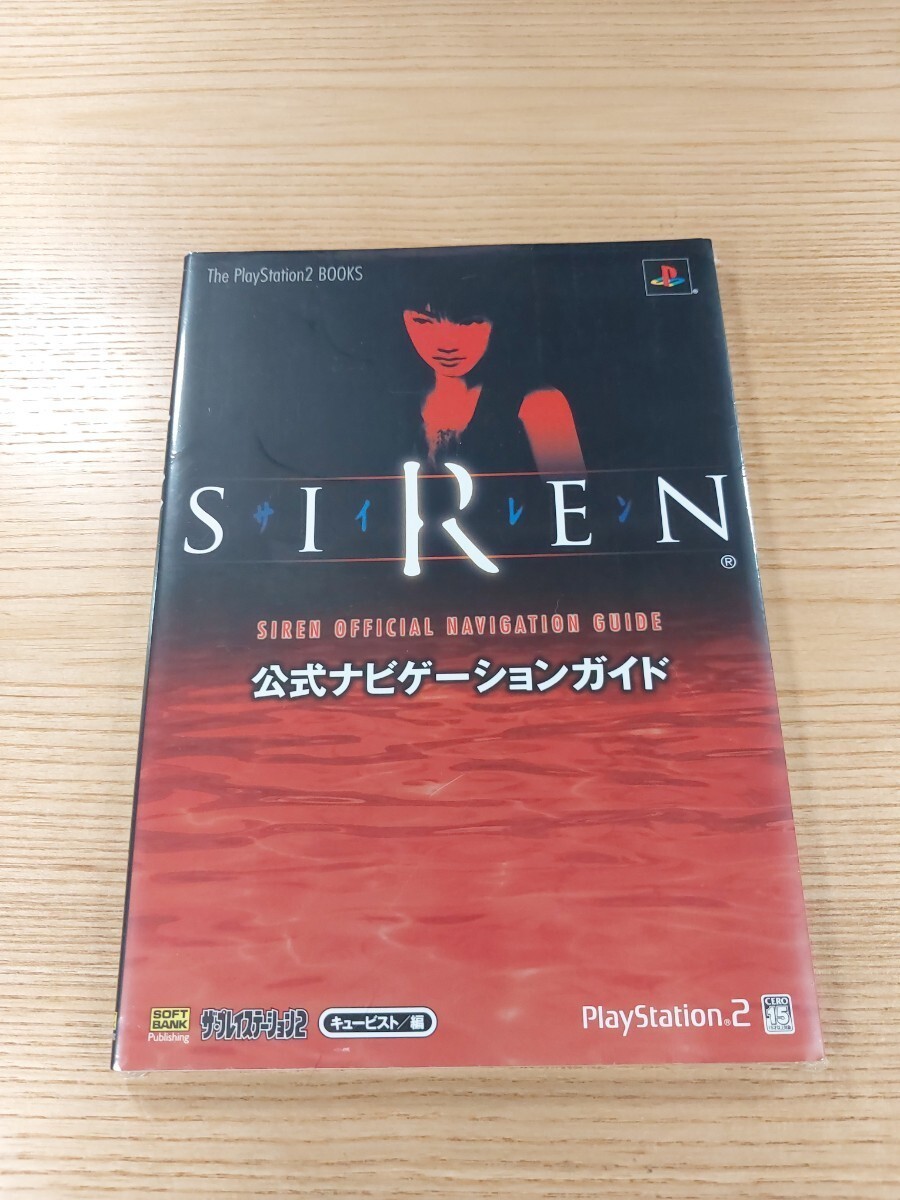 The PlayStation2 BOOKS
SIREN
サイレン
®
SIREN OFFICIAL NAVIGATION GUIDE
公式ナビゲーションガイド
SOFT
BANK
Publishing
ザ・プレイステーション2
キュービスト/編
PlayStation®2
CERO
15